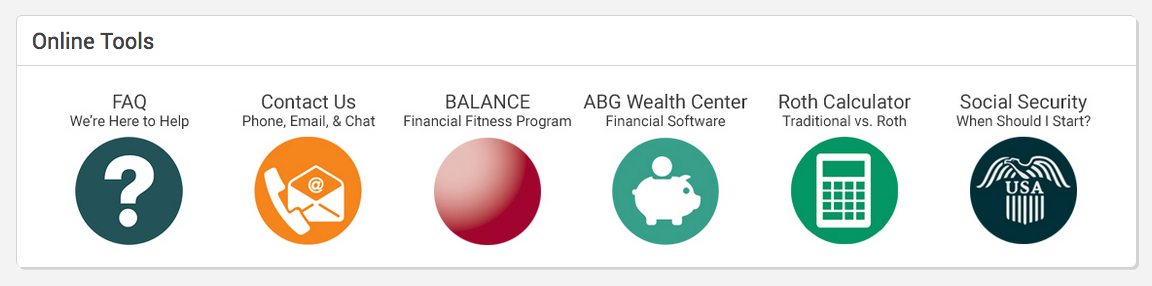 Online Tools
FAQ
We're Here to Help
Contact Us
Phone, Email, & Chat
BALANCE
Financial Fitness Program
ABG Wealth Center
Financial Software
Roth Calculator
Traditional vs. Roth
Social Security
When Should I Start?
?
@
USA